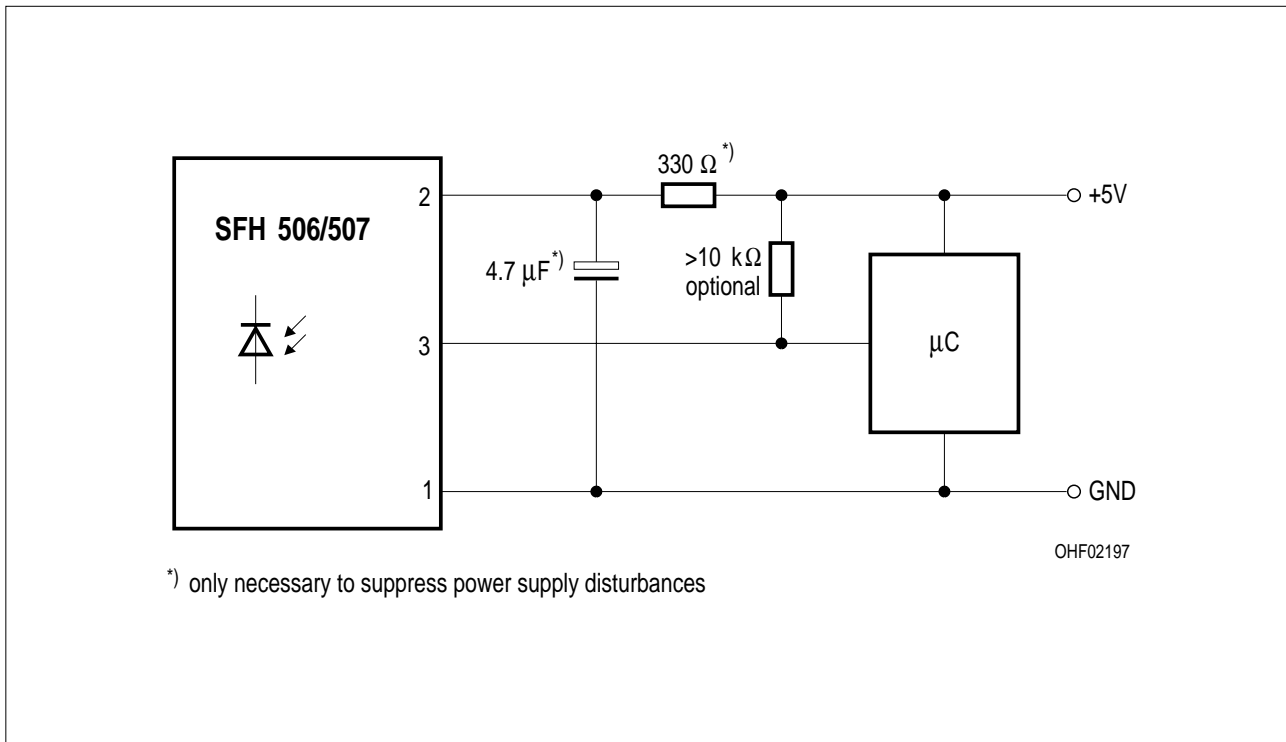 330 Ω *)
2
+5V
SFH 506/507
4.7 μF*)
>10 kΩ
optional
3
μC
1
GND
OHF02197
*) only necessary to suppress power supply disturbances